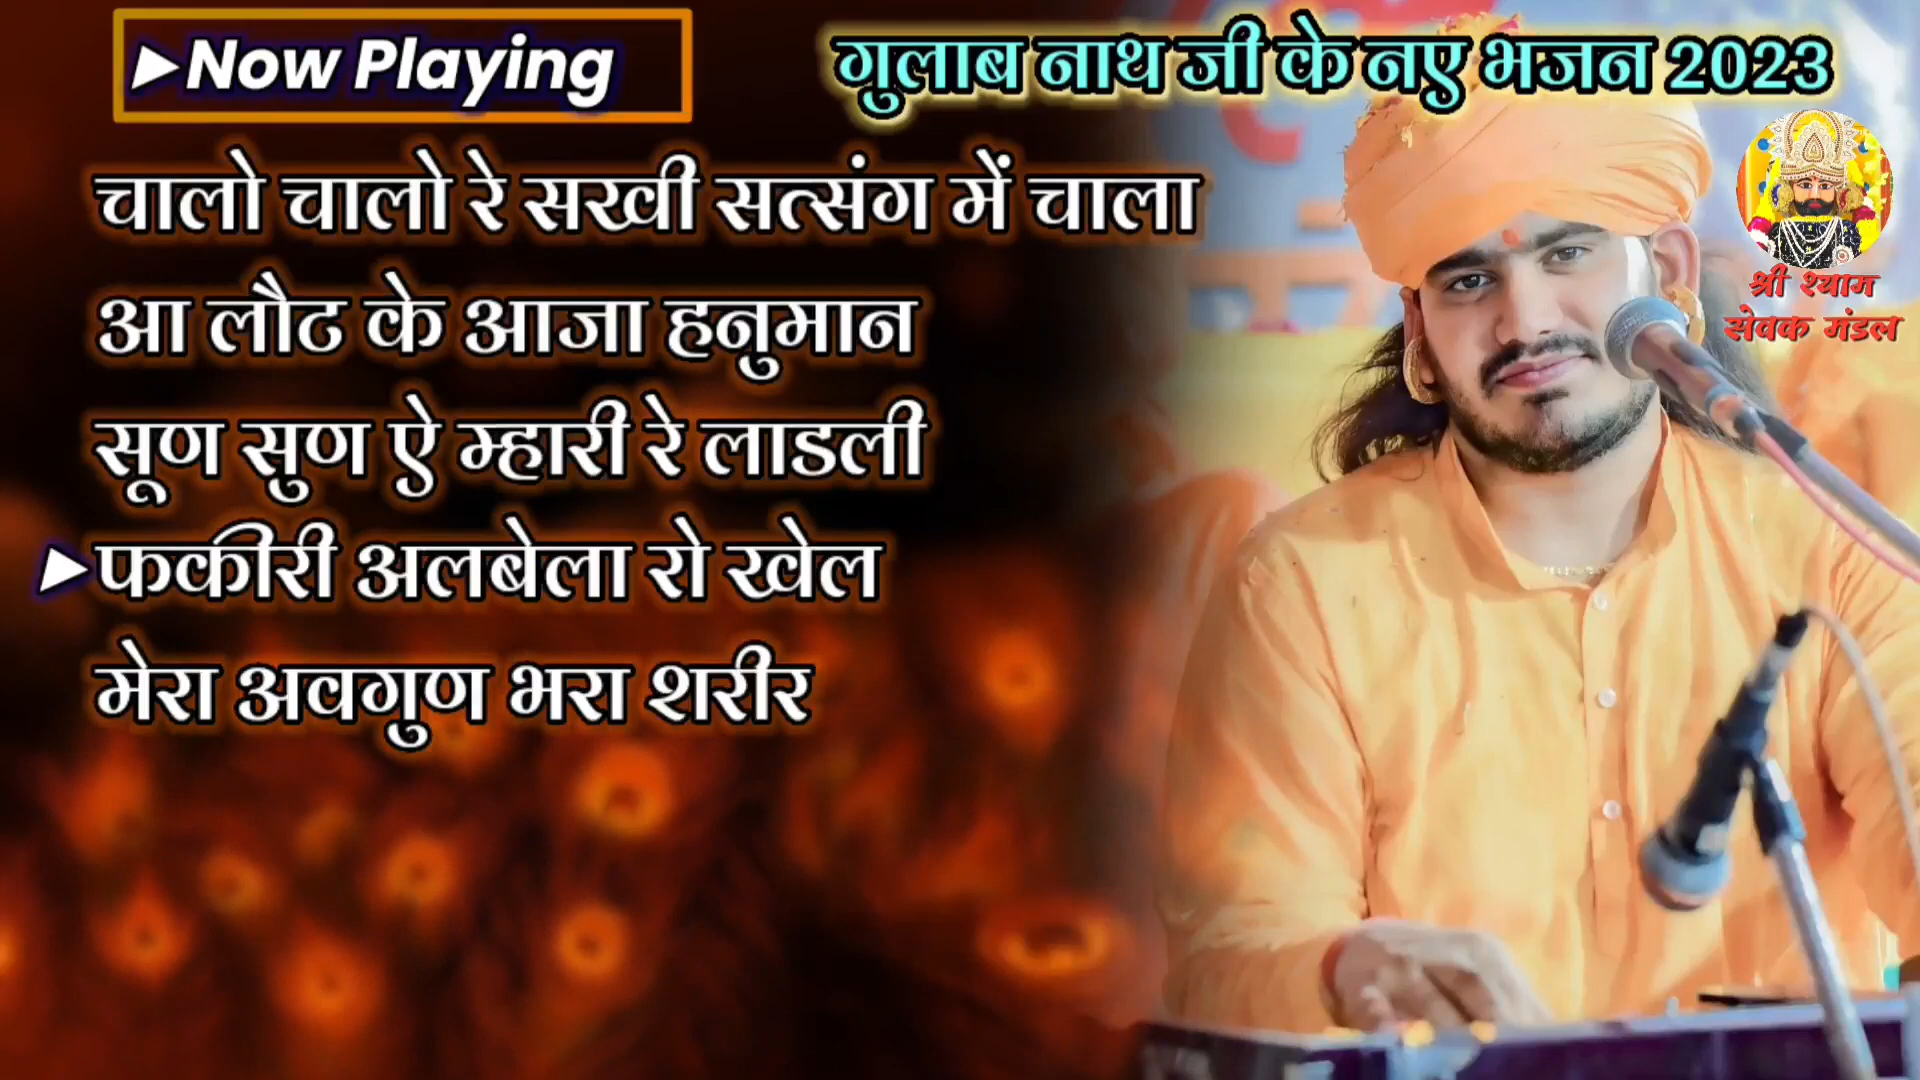 ▶Now Playing
गुलाब नाथ जी के नए भजन 2023
चालो चालो रे सखी सत्संग में चाला
आ लौट के आजा हनुमान
सूण सुण ऐ म्हारी रे लाडली
▶फकीरी अलबेला रो खेल
मेरा अवगुण भरा शरीर
श्री श्याम
सेवक मंडल